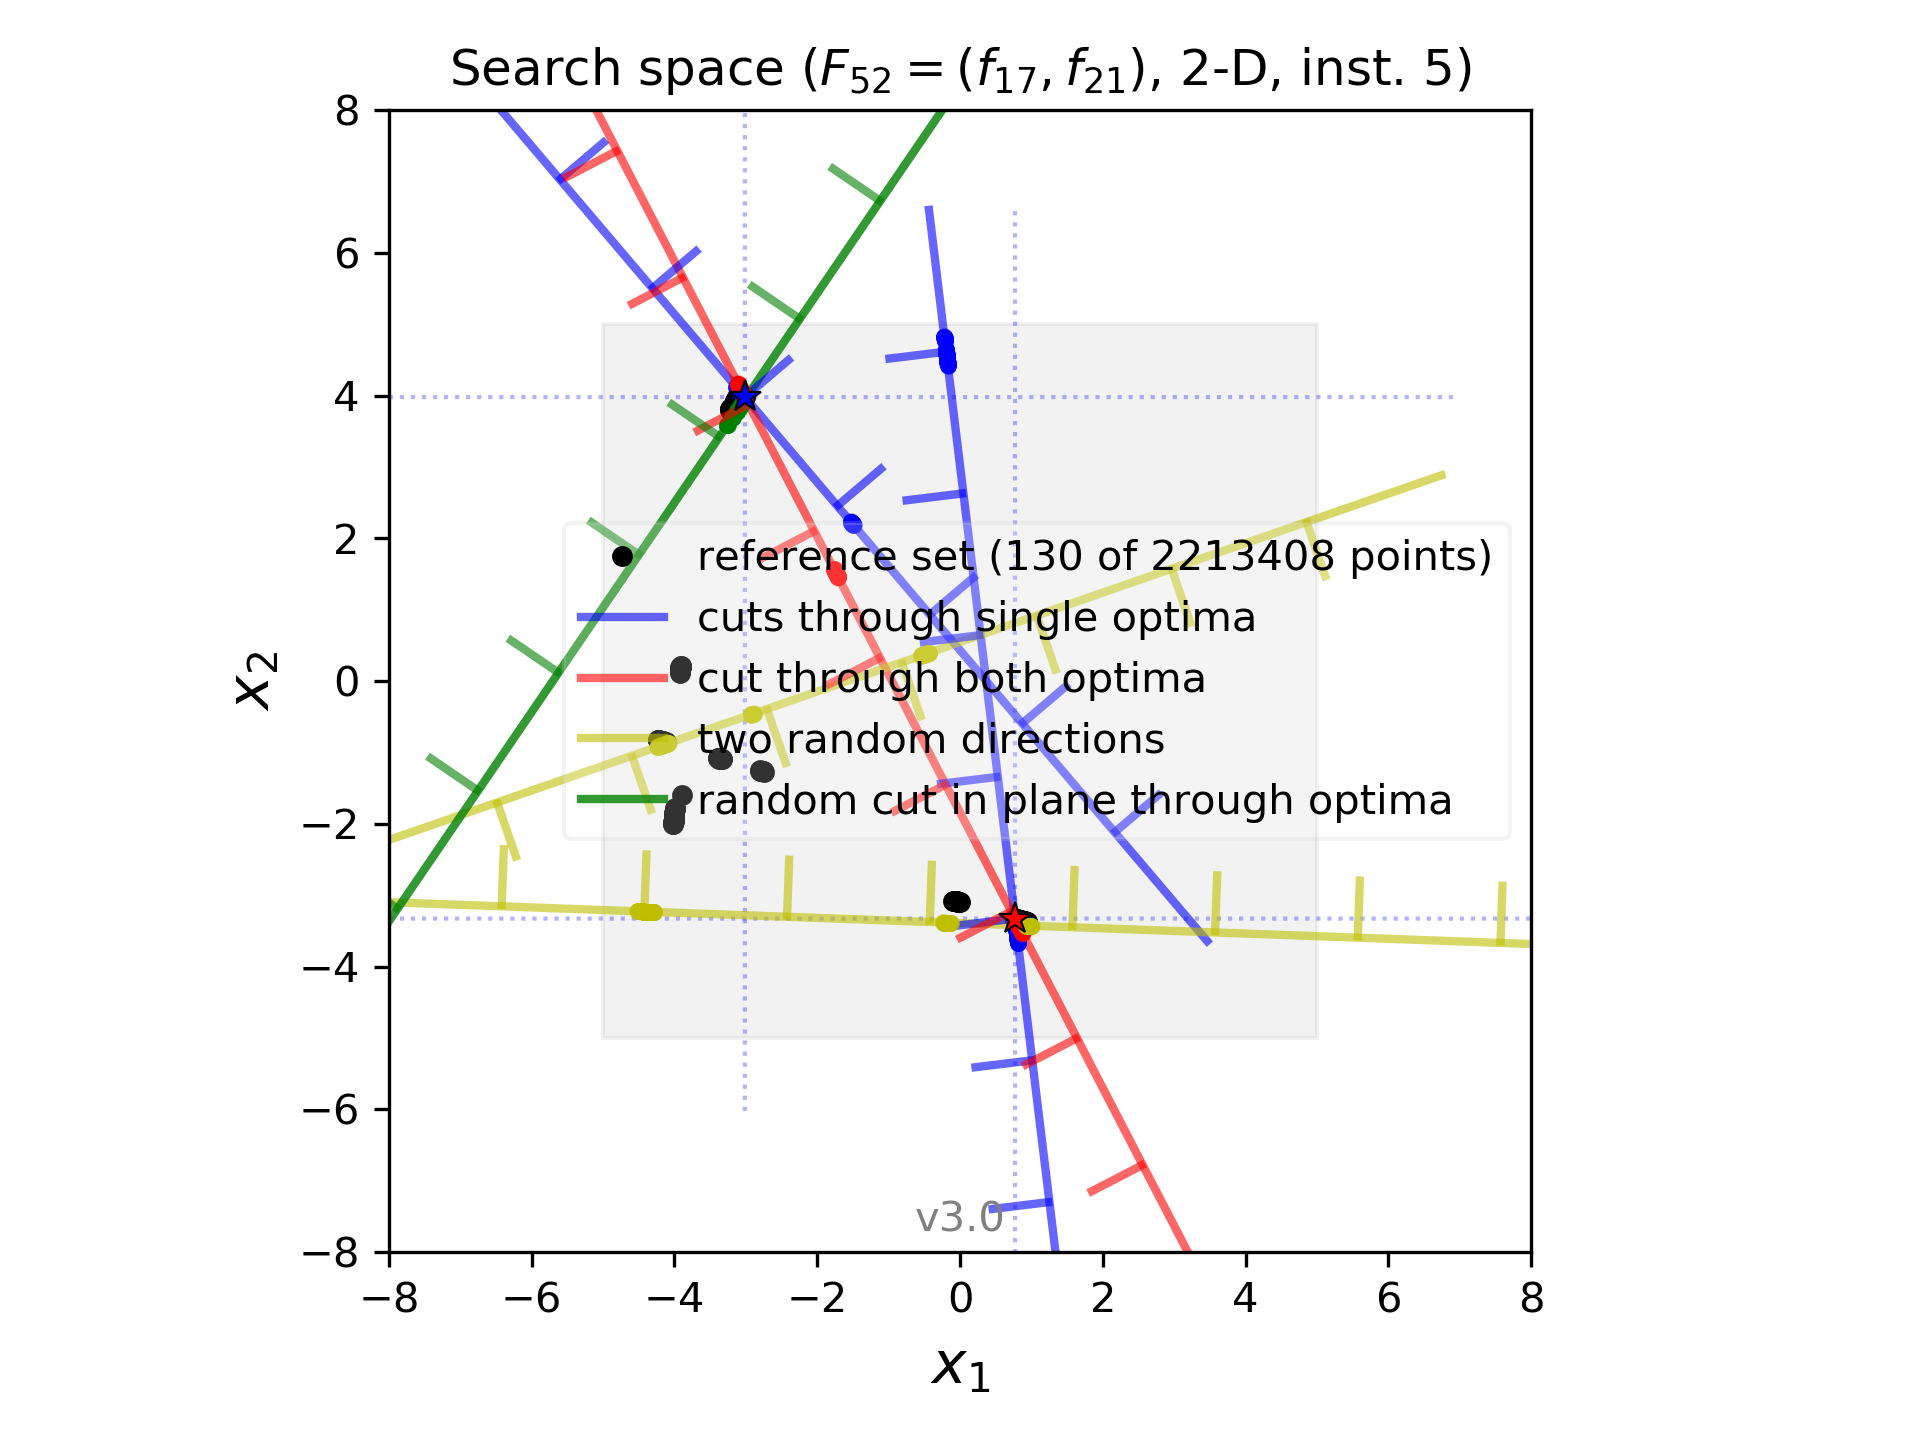 Search space (F52 = (f17, f21), 2-D, inst. 5)
8
6
4
2
0
−2
−4
−6
−8
x2
reference set (130 of 2213408 points)
cuts through single optima
cut through both optima
two random directions
random cut in plane through optima
v3.0
−8 −6 −4 −2 0 2 4 6 8
x1